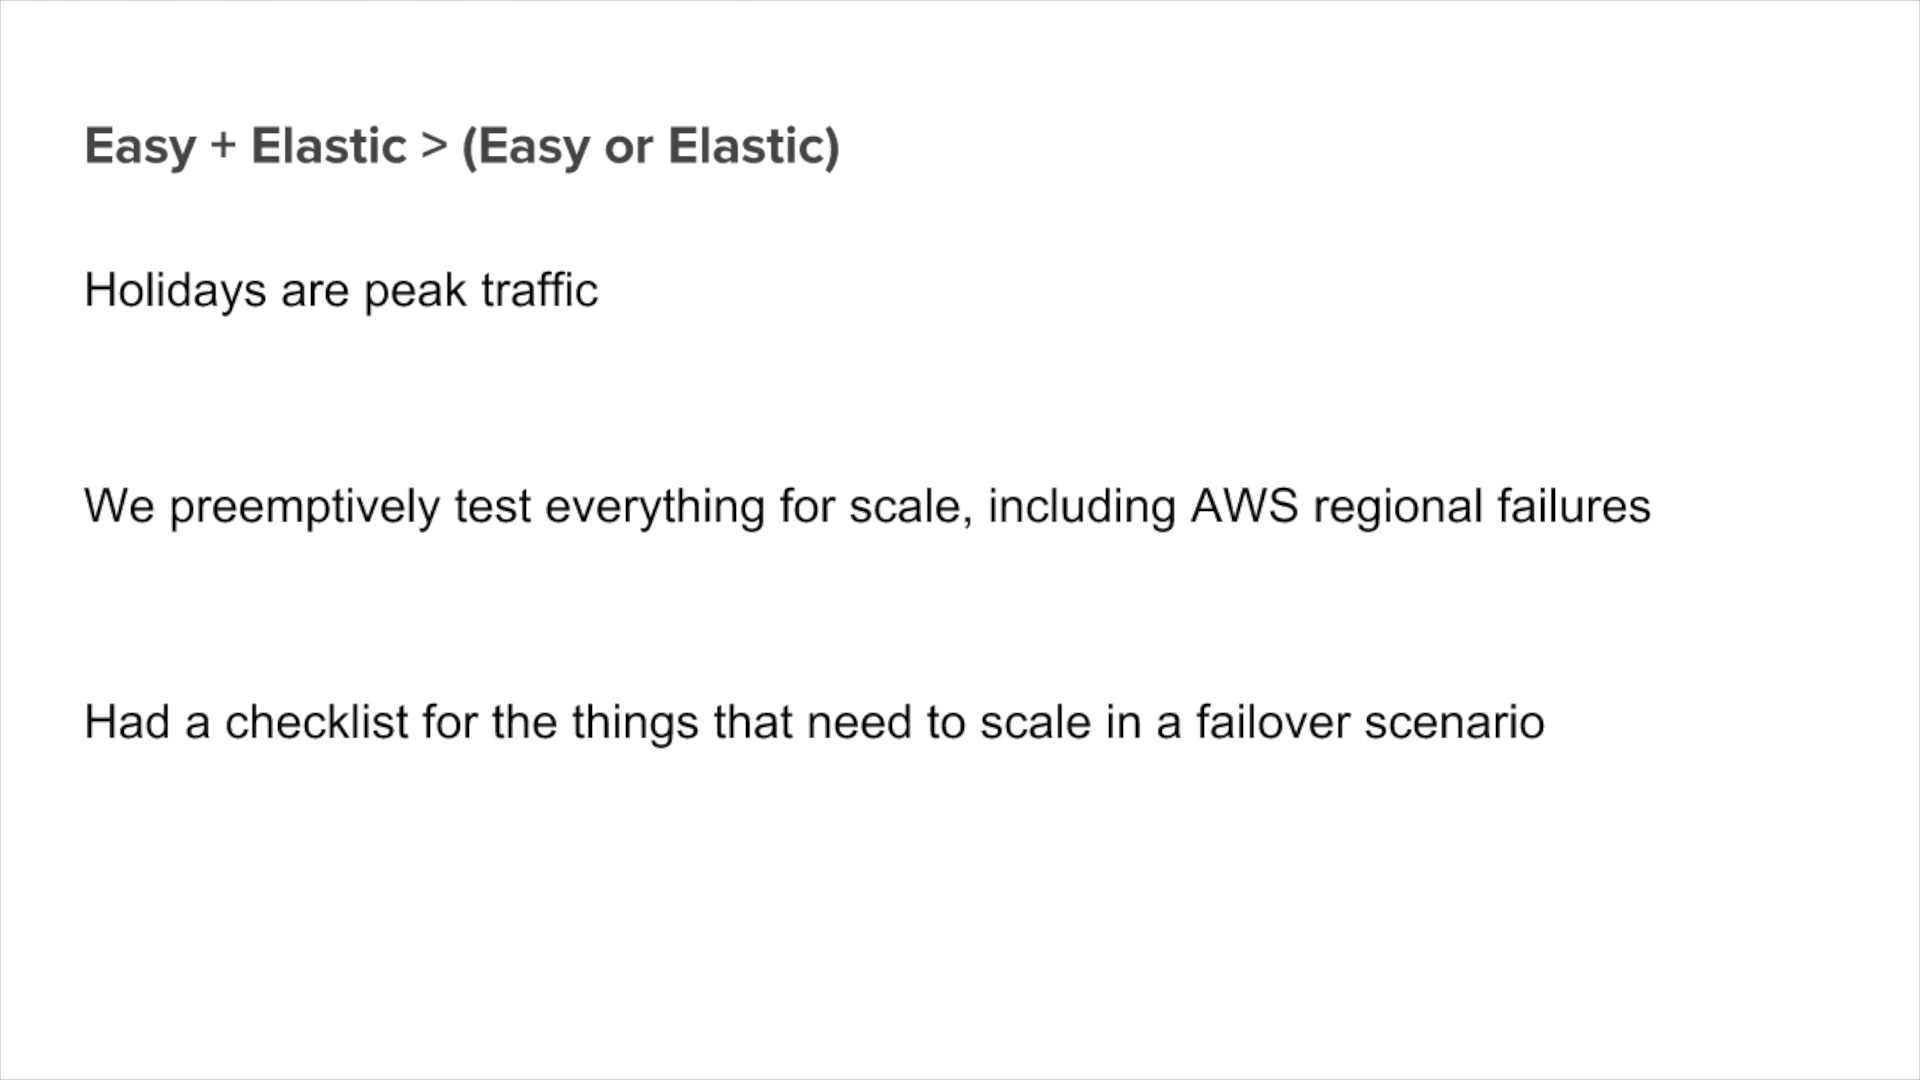 Easy + Elastic > (Easy or Elastic)
Holidays are peak traffic
We preemptively test everything for scale, including AWS regional failures
Had a checklist for the things that need to scale in a failover scenario